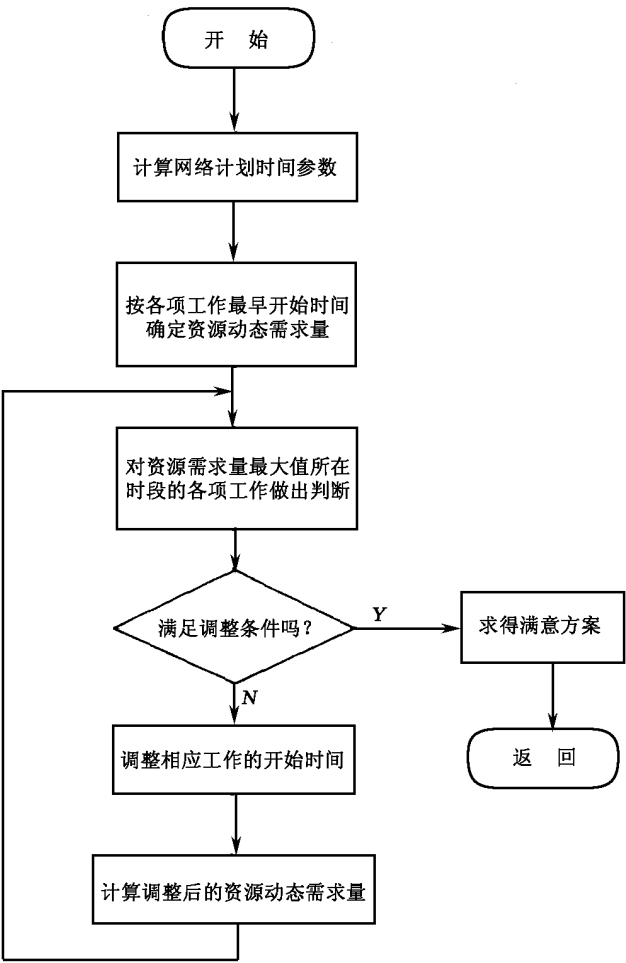 开 始
计算网络计划时间参数
按各项工作最早开始时间
确定资源动态需求量
对资源需求量最大值所在
时段的各项工作做出判断
满足调整条件吗？
Y
求得满意方案
N
返 回
调整相应工作的开始时间
计算调整后的资源动态需求量